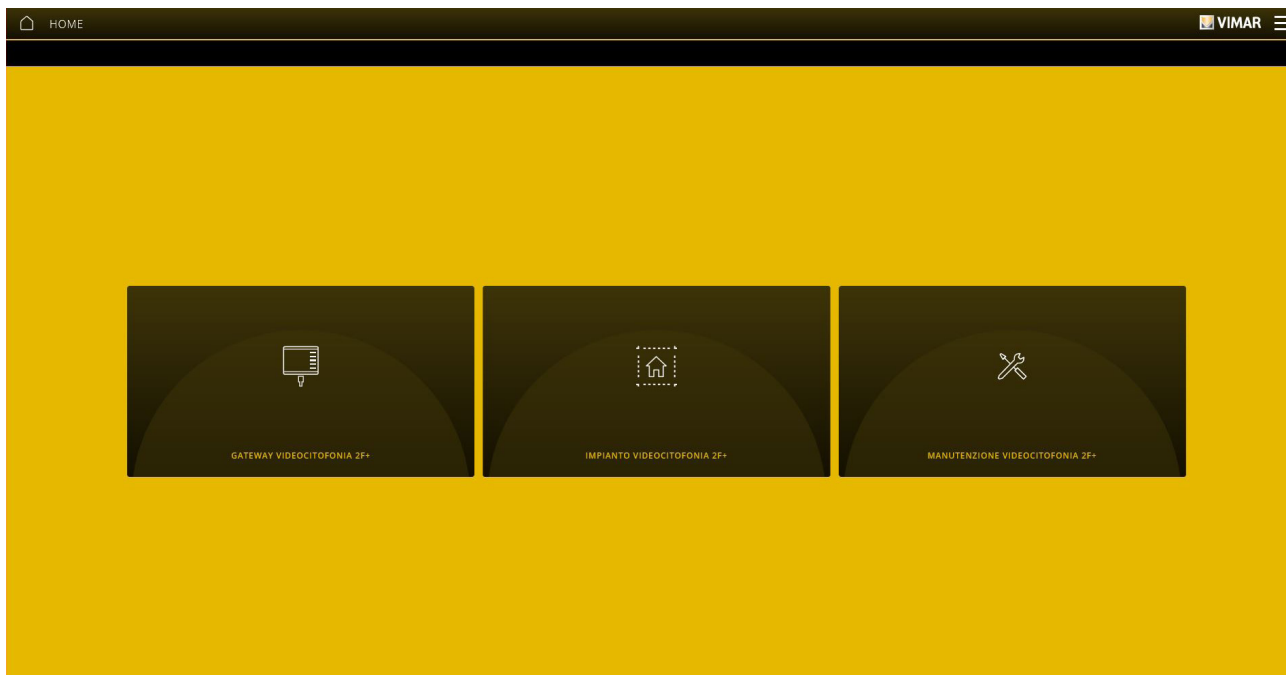 HOME
VIMAR
GATEWAY VIDEOCITOFONIA 2F+
IMPIANTO VIDEOCITOFONIA 2F+
MANUTENZIONE VIDEOCITOFONIA 2F+